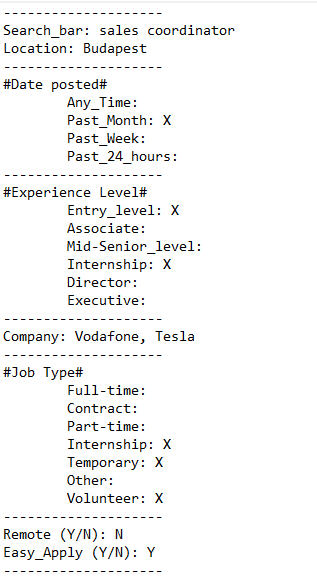 --------------------
Search_bar: sales coordinator
Location: Budapest
--------------------
#Date posted#
        Any_Time:
        Past_Month: X
        Past_Week:
        Past_24_hours:
--------------------
#Experience Level#
        Entry_level: X
        Associate:
        Mid-Senior_level:
        Internship: X
        Director:
        Executive:
--------------------
Company: Vodafone, Tesla
--------------------
#Job Type#
        Full-time:
        Contract:
        Part-time:
        Internship: X
        Temporary: X
        Other:
        Volunteer: X
--------------------
Remote (Y/N): N
Easy_Apply (Y/N): Y
--------------------